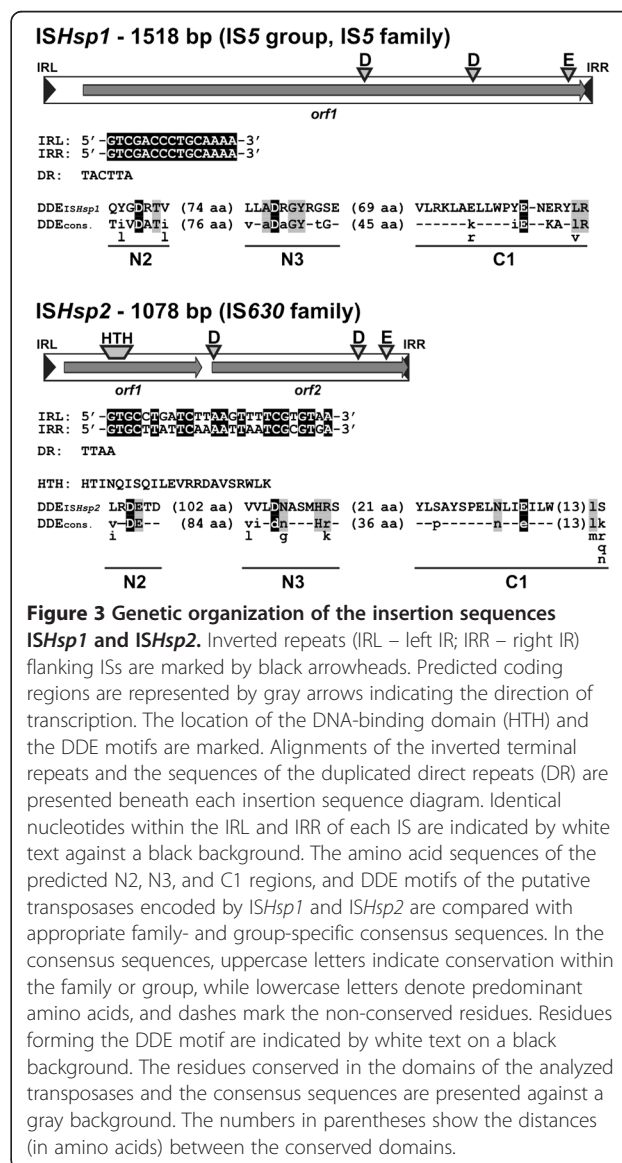 ISHsp1 - 1518 bp (IS5 group, IS5 family)
IRL D D E IRR
orf1
IRL: 5'-GTCGACCCTGCAAAA-3'
IRR: 5'-GTCGACCCTGCAAAA-3'
DR: TACTTA
DDEISHsp1 QYGDRTV (74 aa) LLADRGYRGSE (69 aa) VLRKLAELLWPYE-NERYLR
DDEcons. TiVDATi (76 aa) v-aDaGY-tG- (45 aa) ------k-----iE--KA-lR
l l r v
N2 N3 C1
ISHsp2 - 1078 bp (IS630 family)
IRL HTH D D E IRR
orf1 orf2
IRL: 5'-GTGCCTGATCTTAAGTTTTCGTGTAA-3'
IRR: 5'-GTGCTTATTCAAAATTAATCGCGTGA-3'
DR: TTAA
HTH: HTINQISQILEVRRDAVSRWLK
DDEISHsp2 LRDETD (102 aa) VVLDNASMHRS (21 aa) YLSAYSPELNLIEILW(13)lS
DDEcons. v-DE-- (84 aa) vi-dn---Hr- (36 aa) --p-----n--e---(13)lk
i l g k mr
q
n
N2 N3 C1
Figure 3 Genetic organization of the insertion sequences
ISHsp1 and ISHsp2. Inverted repeats (IRL – left IR; IRR – right IR)
flanking ISs are marked by black arrowheads. Predicted coding
regions are represented by gray arrows indicating the direction of
transcription. The location of the DNA-binding domain (HTH) and
the DDE motifs are marked. Alignments of the inverted terminal
repeats and the sequences of the duplicated direct repeats (DR) are
presented beneath each insertion sequence diagram. Identical
nucleotides within the IRL and IRR of each IS are indicated by white
text against a black background. The amino acid sequences of the
predicted N2, N3, and C1 regions, and DDE motifs of the putative
transposases encoded by ISHsp1 and ISHsp2 are compared with
appropriate family- and group-specific consensus sequences. In the
consensus sequences, uppercase letters indicate conservation within
the family or group, while lowercase letters denote predominant
amino acids, and dashes mark the non-conserved residues. Residues
forming the DDE motif are indicated by white text on a black
background. The residues conserved in the domains of the analyzed
transposases and the consensus sequences are presented against a
gray background. The numbers in parentheses show the distances
(in amino acids) between the conserved domains.